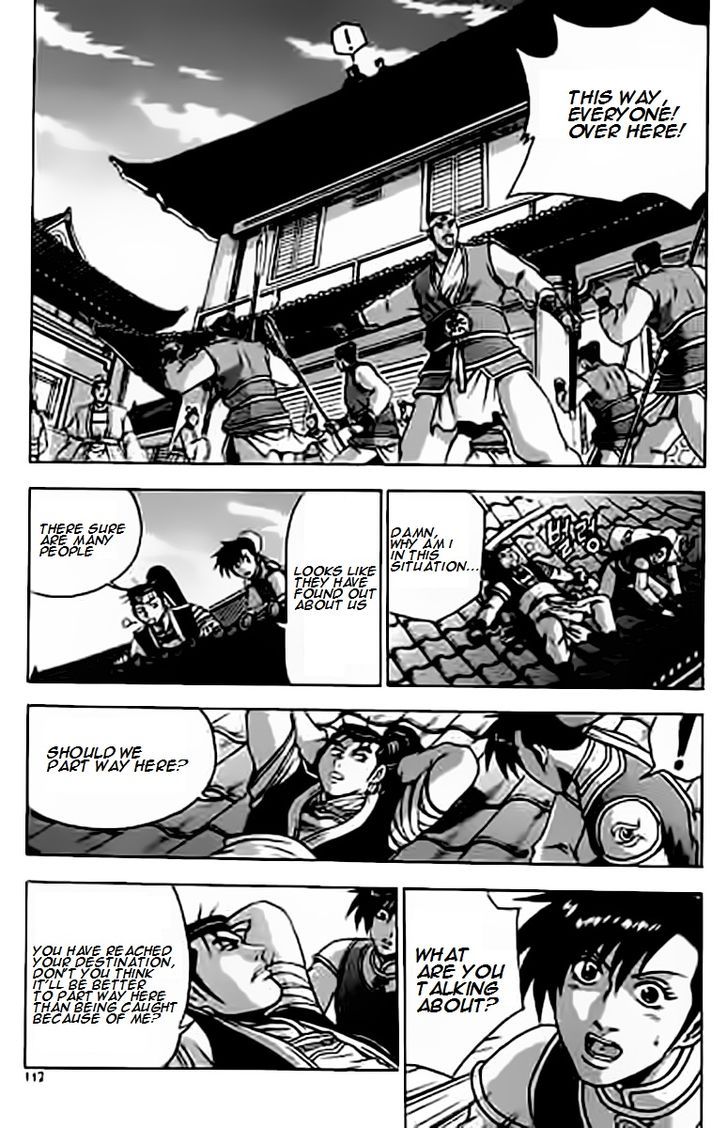 !
THIS WAY,
EVERYONE!
OVER HERE!
THERE SURE
ARE MANY
PEOPLE
LOOKS LIKE
THEY HAVE
FOUND OUT
ABOUT US
DAMN,
WHY AM I
IN THIS
SITUATION...
벌렁
SHOULD WE
PART WAY HERE?
!
YOU HAVE REACHED
YOUR DESTINATION,
DON'T YOU THINK
IT'LL BE BETTER
TO PART WAY HERE
THAN BEING CAUGHT
BECAUSE OF ME?
WHAT
ARE YOU
TALKING
ABOUT?
117